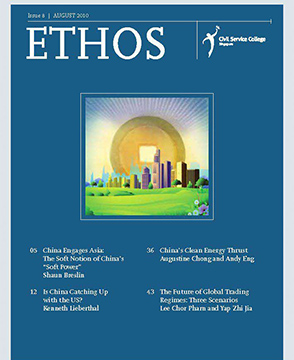 Issue 8 | AUGUST 2010
ETHOS
Civil Service College
Singapore
05 China Engages Asia:
The Soft Notion of China's
"Soft Power"
Shaun Breslin
12 Is China Catching Up
with the US?
Kenneth Lieberthal
36 China's Clean Energy Thrust
Augustine Chong and Andy Eng
43 The Future of Global Trading
Regimes: Three Scenarios
Lee Chor Pharn and Yap Zhi Jia